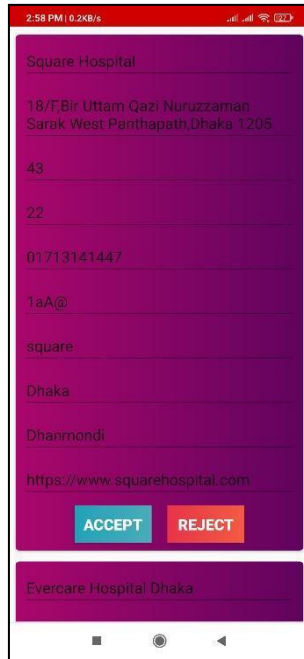 2:58 PM | 0.2KB/s
Square Hospital
18/F,Bir Uttam Qazi Nuruzzaman
Sarak West Panthapath,Dhaka 1205
43
22
01713141447
1aA@
square
Dhaka
Dhanmondi
https://www.squarehospital.com
ACCEPT REJECT
Evercare Hospital Dhaka